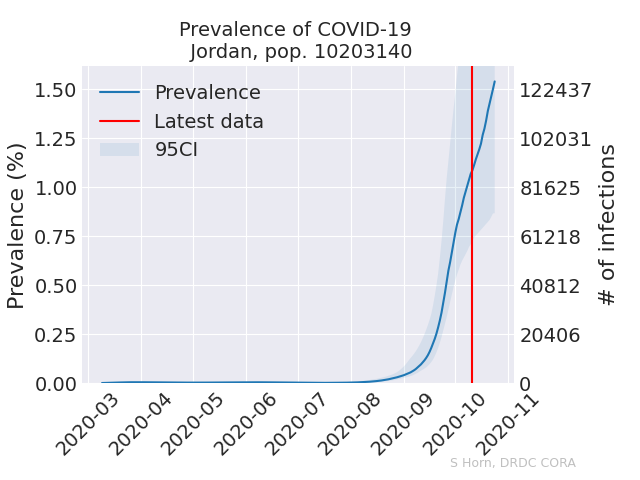 Prevalence of COVID-19
Jordan, pop. 10203140
Prevalence
Latest data
95CI
Prevalence (%)
1.50
1.25
1.00
0.75
0.50
0.25
0.00
122437
102031
81625
61218
40812
20406
0
# of infections
2020-03
2020-04
2020-05
2020-06
2020-07
2020-08
2020-09
2020-10
2020-11
S Horn, DRDC CORA